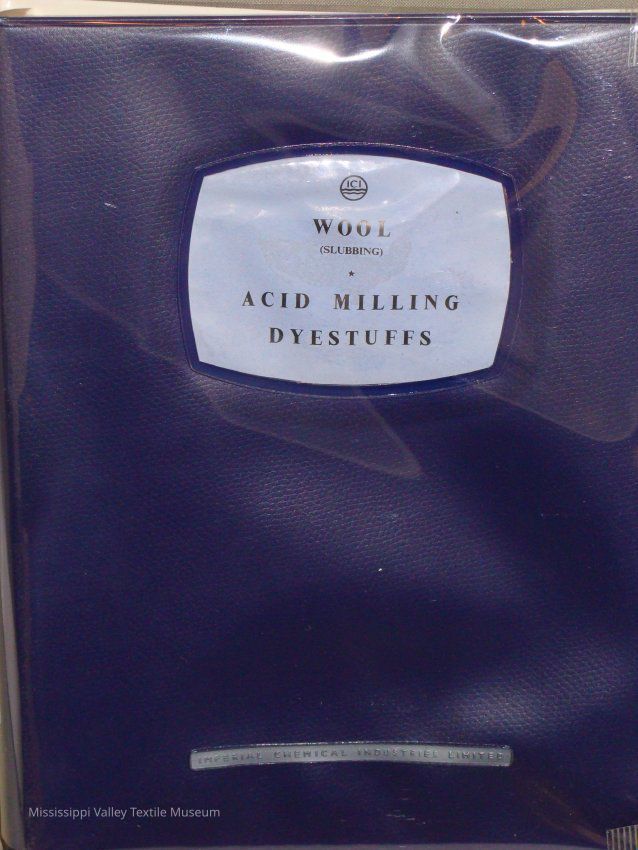 ICI
WOOL
(SLUBBING)
★
ACID MILLING
DYESTUFFS
IMPERIAL CHEMICAL INDUSTRIES LIMITED
Mississippi Valley Textile Museum